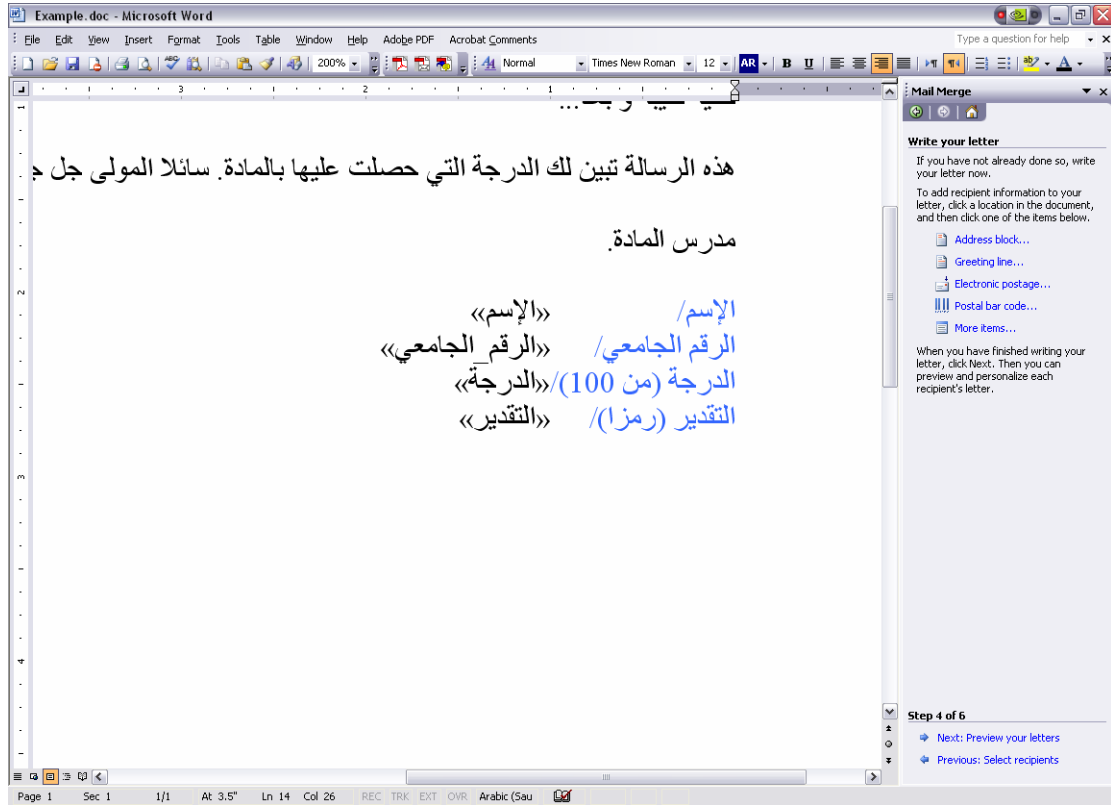 Example.doc - Microsoft Word
File Edit View Insert Format Tools Table Window Help Adobe PDF Acrobat Comments
Type a question for help
200% Normal Times New Roman 12 AR B I U
3 2 1
هذه الرسالة تبين لك الدرجة التي حصلت عليها بالمادة. سائلا المولى جل
مدرس المادة.
الإسم/ «الإسم»
الرقم الجامعي/ «الرقم_الجامعي»
الدرجة (من 100)/«الدرجة»
التقدير (رمزا)/ «التقدير»
Mail Merge
Write your letter
If you have not already done so, write
your letter now.
To add recipient information to your
letter, click a location in the document,
and then click one of the items below.
Address block...
Greeting line...
Electronic postage...
Postal bar code...
More items...
When you have finished writing your
letter, click Next. Then you can
preview and personalize each
recipient's letter.
Step 4 of 6
Next: Preview your letters
Previous: Select recipients
Page 1 Sec 1 1/1 At 3.5" Ln 14 Col 26 REC TRK EXT OVR Arabic (Sau